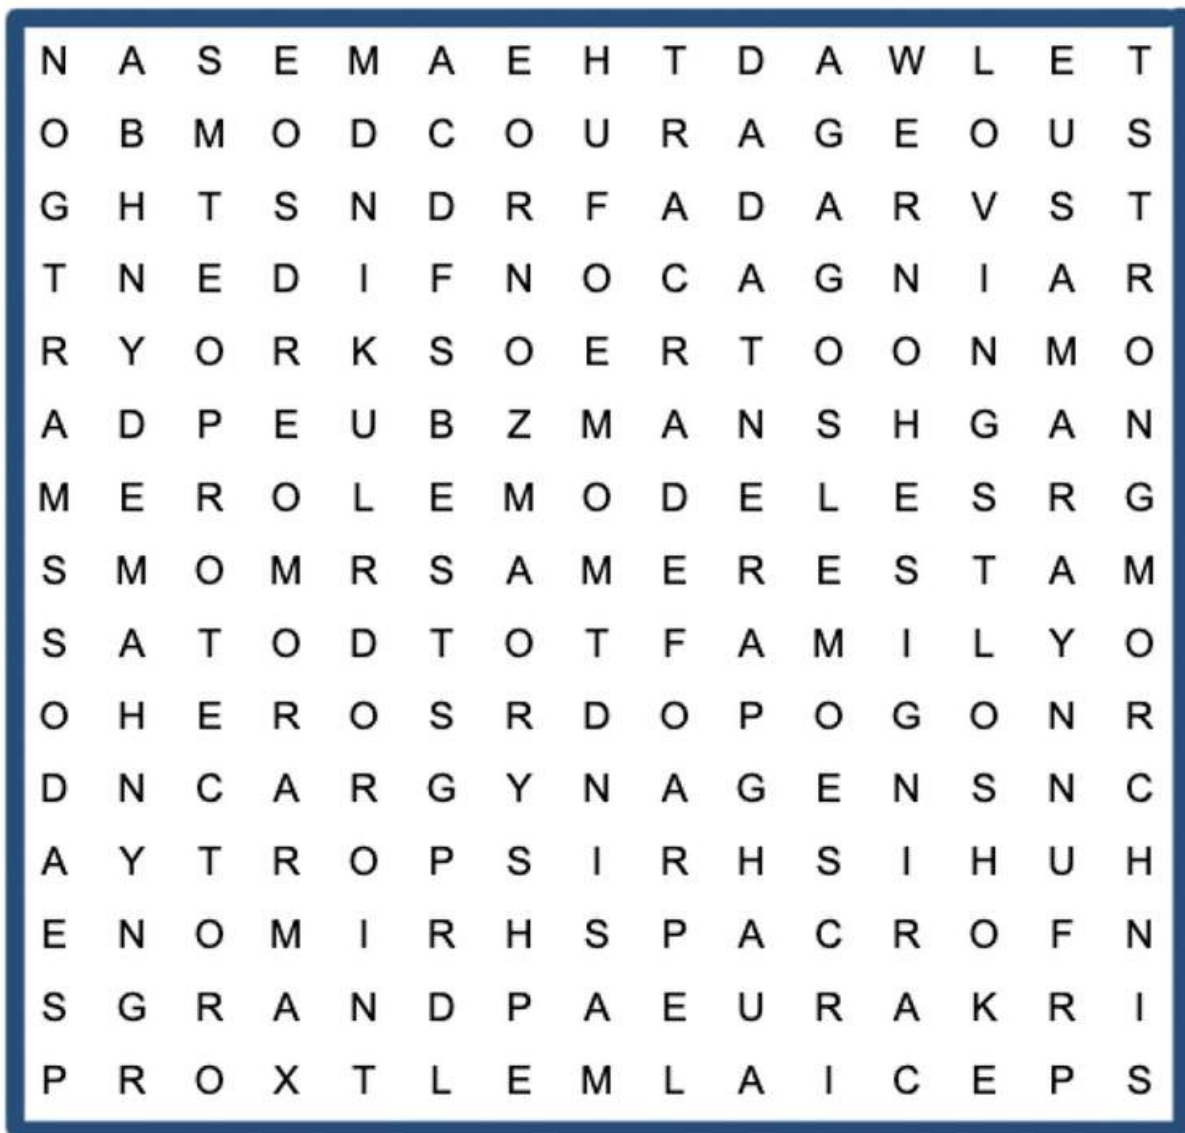 N A S E M A E H T D A W L E T
O B M O D C O U R A G E O U S
G H T S N D R F A D A R V S T
T N E D I F N O C A G N I A R
R Y O R K S O E R T O O N M O
A D P E U B Z M A N S H G A N
M E R O L E M O D E L E S R G
S M O M R S A M E R E S T A M
S A T O D T O T F A M I L Y O
O H E R O S R D O P O G O N R
D N C A R G Y N A G E N S N C
A Y T R O P S I R H S I H U H
E N O M I R H S P A C R O F N
S G R A N D P A E U R A K R I
P R O X T L E M L A I C E P S